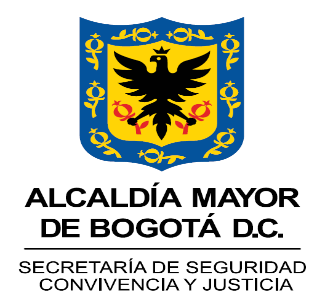 ALCALDÍA MAYOR
DE BOGOTÁ D.C.
SECRETARÍA DE SEGURIDAD
CONVIVENCIA Y JUSTICIA